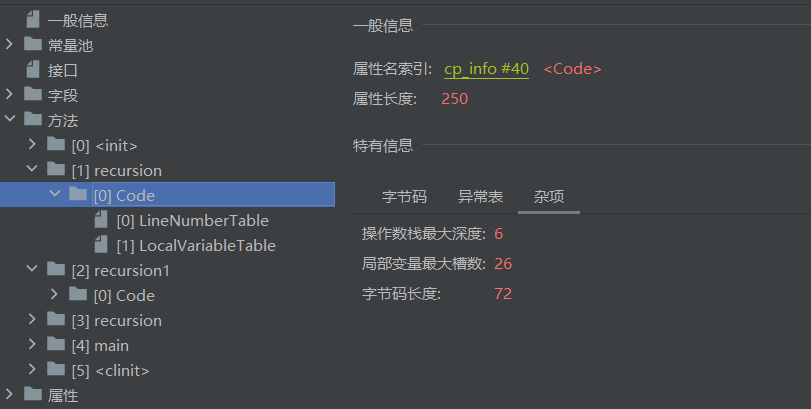 一般信息
常量池
接口
字段
方法
[0] <init>
[1] recursion
[0] Code
[0] LineNumberTable
[1] LocalVariableTable
[2] recursion1
[0] Code
[3] recursion
[4] main
[5] <clinit>
属性
一般信息
属性名索引: cp_info #40 <Code>
属性长度: 250
特有信息
字节码 异常表 杂项
操作数栈最大深度: 6
局部变量最大槽数: 26
字节码长度: 72